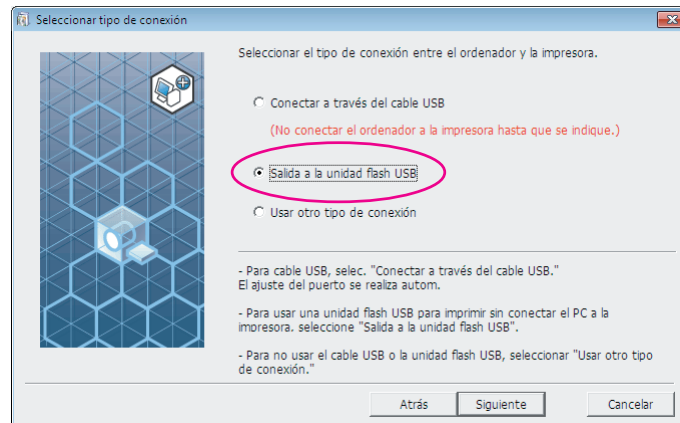 Seleccionar tipo de conexión
Seleccionar el tipo de conexión entre el ordenador y la impresora.
Conectar a través del cable USB
(No conectar el ordenador a la impresora hasta que se indique.)
Salida a la unidad flash USB
Usar otro tipo de conexión
- Para cable USB, selec. "Conectar a través del cable USB."
El ajuste del puerto se realiza autom.
- Para usar una unidad flash USB para imprimir sin conectar el PC a la
impresora. seleccione "Salida a la unidad flash USB".
- Para no usar el cable USB o la unidad flash USB, seleccionar "Usar otro tipo
de conexión."
Atrás
Siguiente
Cancelar